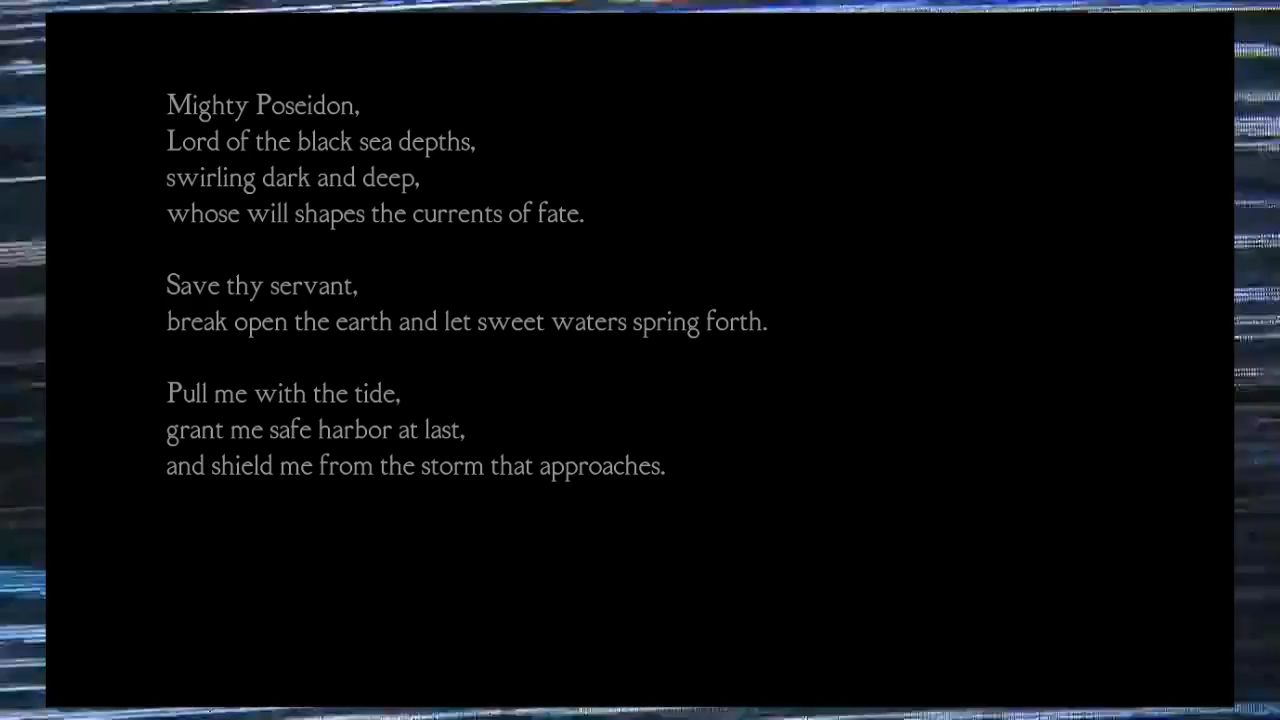 Mighty Poseidon,
Lord of the black sea depths,
swirling dark and deep,
whose will shapes the currents of fate.
Save thy servant,
break open the earth and let sweet waters spring forth.
Pull me with the tide,
grant me safe harbor at last,
and shield me from the storm that approaches.